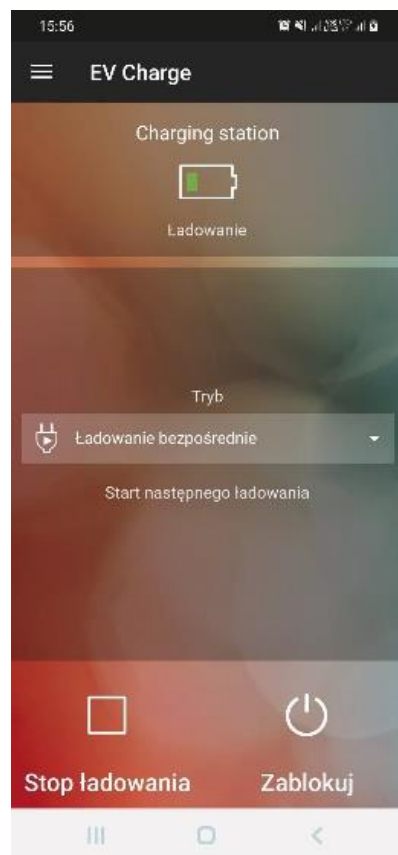 15:56
EV Charge
Charging station
Ładowanie
Tryb
Ładowanie bezpośrednie
Start następnego ładowania
Stop ładowania
Zablokuj